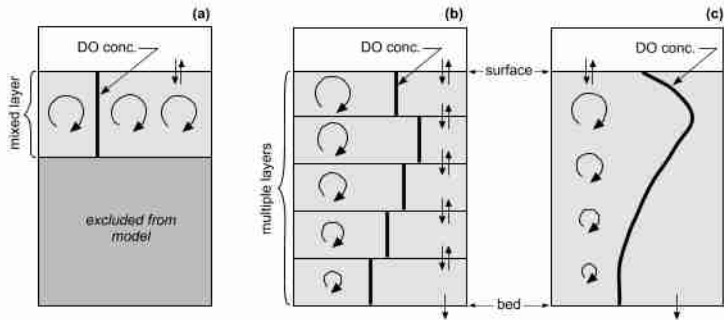 (a)
DO conc.
mixed layer
excluded from
model
(b)
DO conc.
multiple layers
surface
bed
(c)
DO conc.